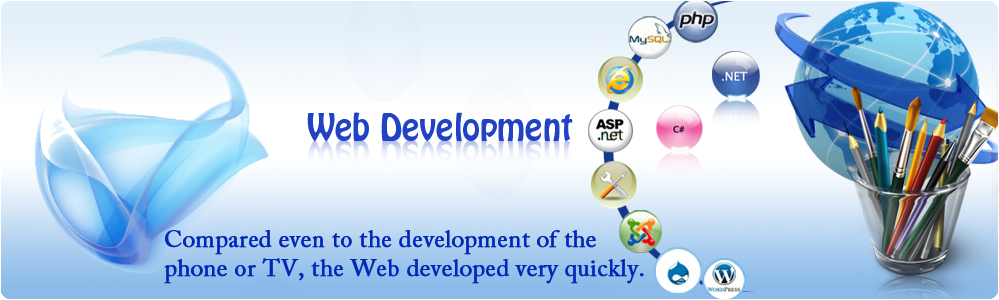 php
MySQL
.NET
ASP
.net
C#
Web Development
Compared even to the development of the
phone or TV, the Web developed very quickly.
WORDPRESS